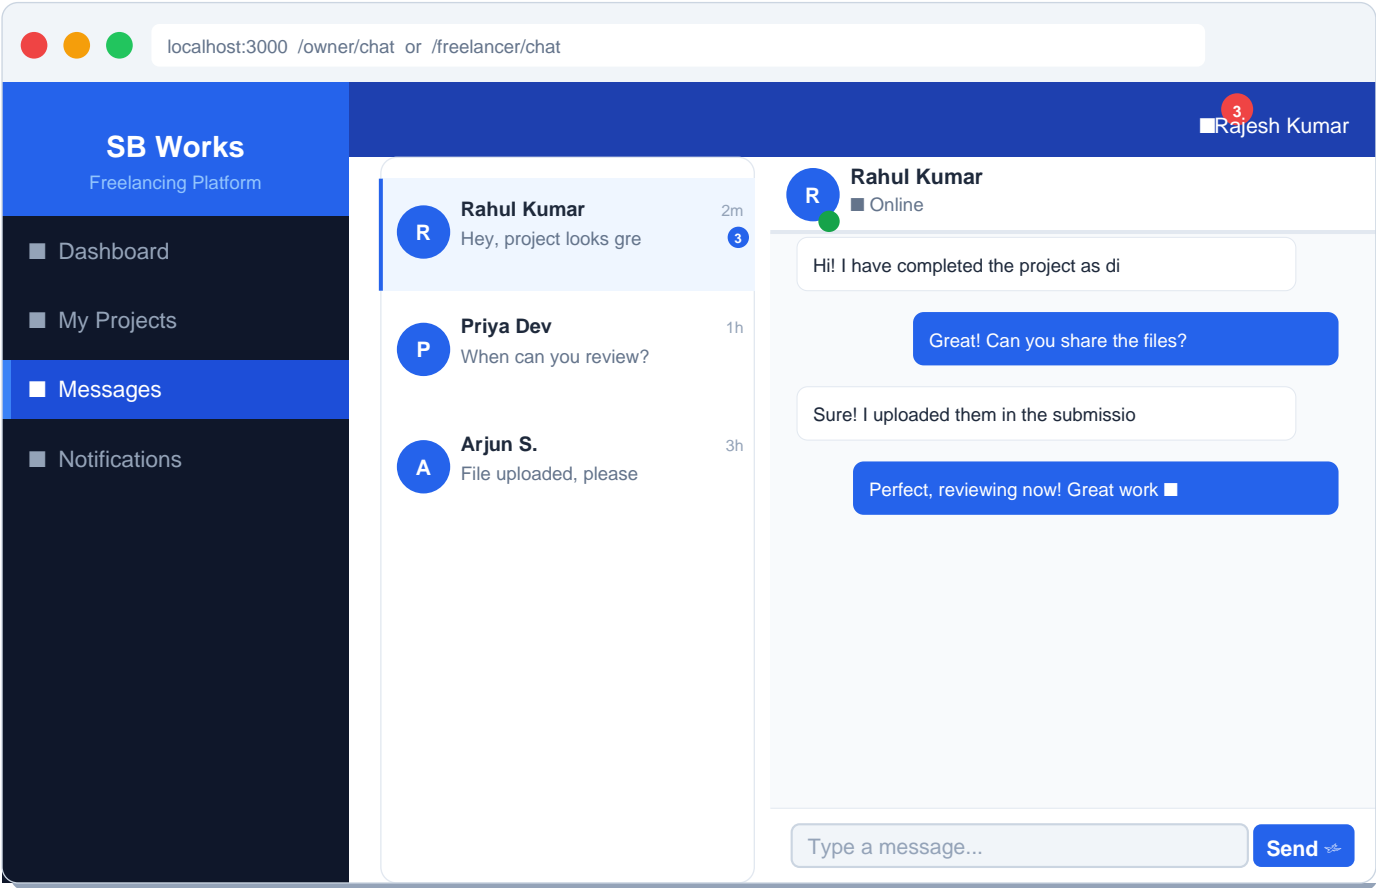 localhost:3000 /owner/chat or /freelancer/chat
SB Works
Freelancing Platform
3.
Rajesh Kumar
Dashboard
My Projects
Messages
Notifications
R
Rahul Kumar
2m
Hey, project looks gre
3
P
Priya Dev
1h
When can you review?
A
Arjun S.
3h
File uploaded, please
R
Rahul Kumar
Online
Hi! I have completed the project as di
Great! Can you share the files?
Sure! I uploaded them in the submissio
Perfect, reviewing now! Great work
Type a message...
Send